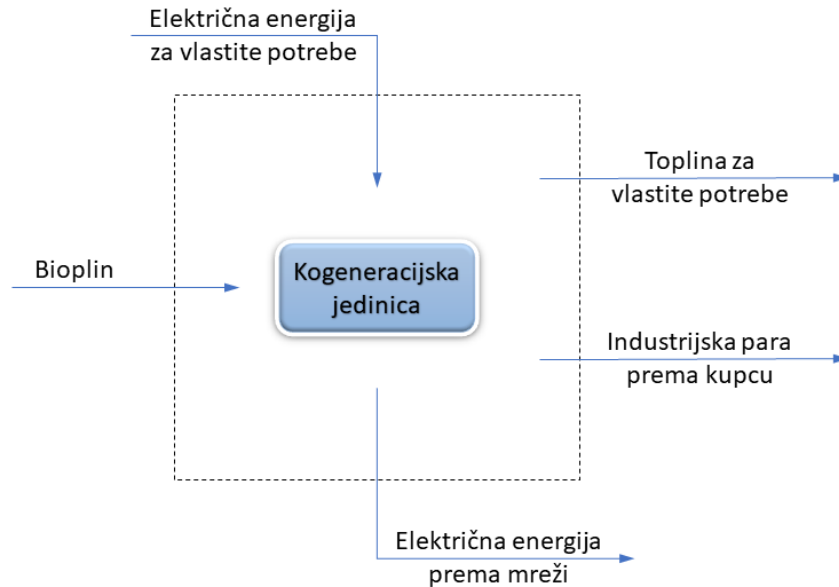 Električna energija
za vlastite potrebe
Toplina za
vlastite potrebe
Bioplin
Kogeneracijska
jedinica
Industrijska para
prema kupcu
Električna energija
prema mreži